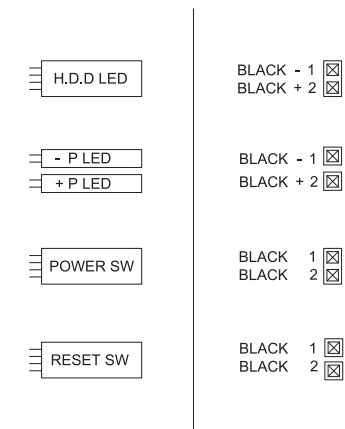 H.D.D LED
BLACK - 1
BLACK + 2
- P LED
+ P LED
BLACK - 1
BLACK + 2
POWER SW
BLACK 1
BLACK 2
RESET SW
BLACK 1
BLACK 2